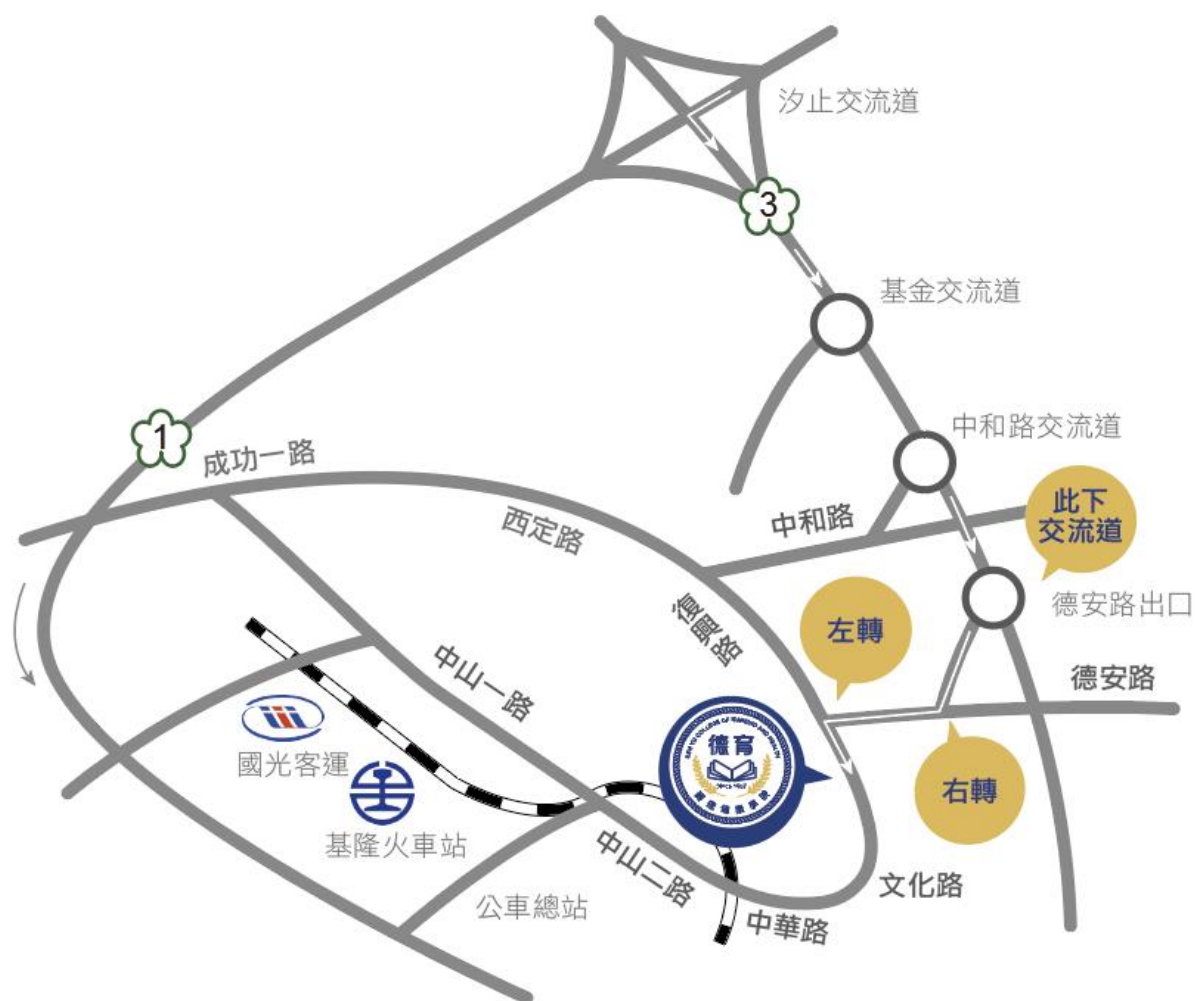 汐止交流道
3
基金交流道
1
成功一路
中和路交流道
西定路
中和路
此下
交流道
復興路
左轉
德安路出口
中山一路
德安路
國光客運
德育
右轉
基隆火車站
中山二路
文化路
公車總站
中華路